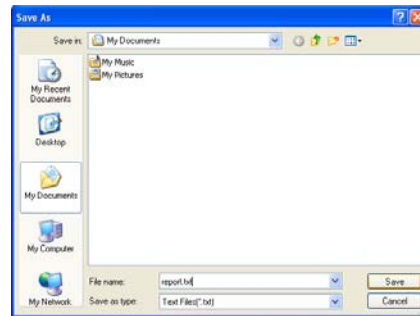 Save As
Save in: My Documents
My Music
My Pictures
My Recent
Documents
Desktop
My Documents
My Computer
My Network
File name: report.txt
Save
Save as type: Text Files(*.txt)
Cancel